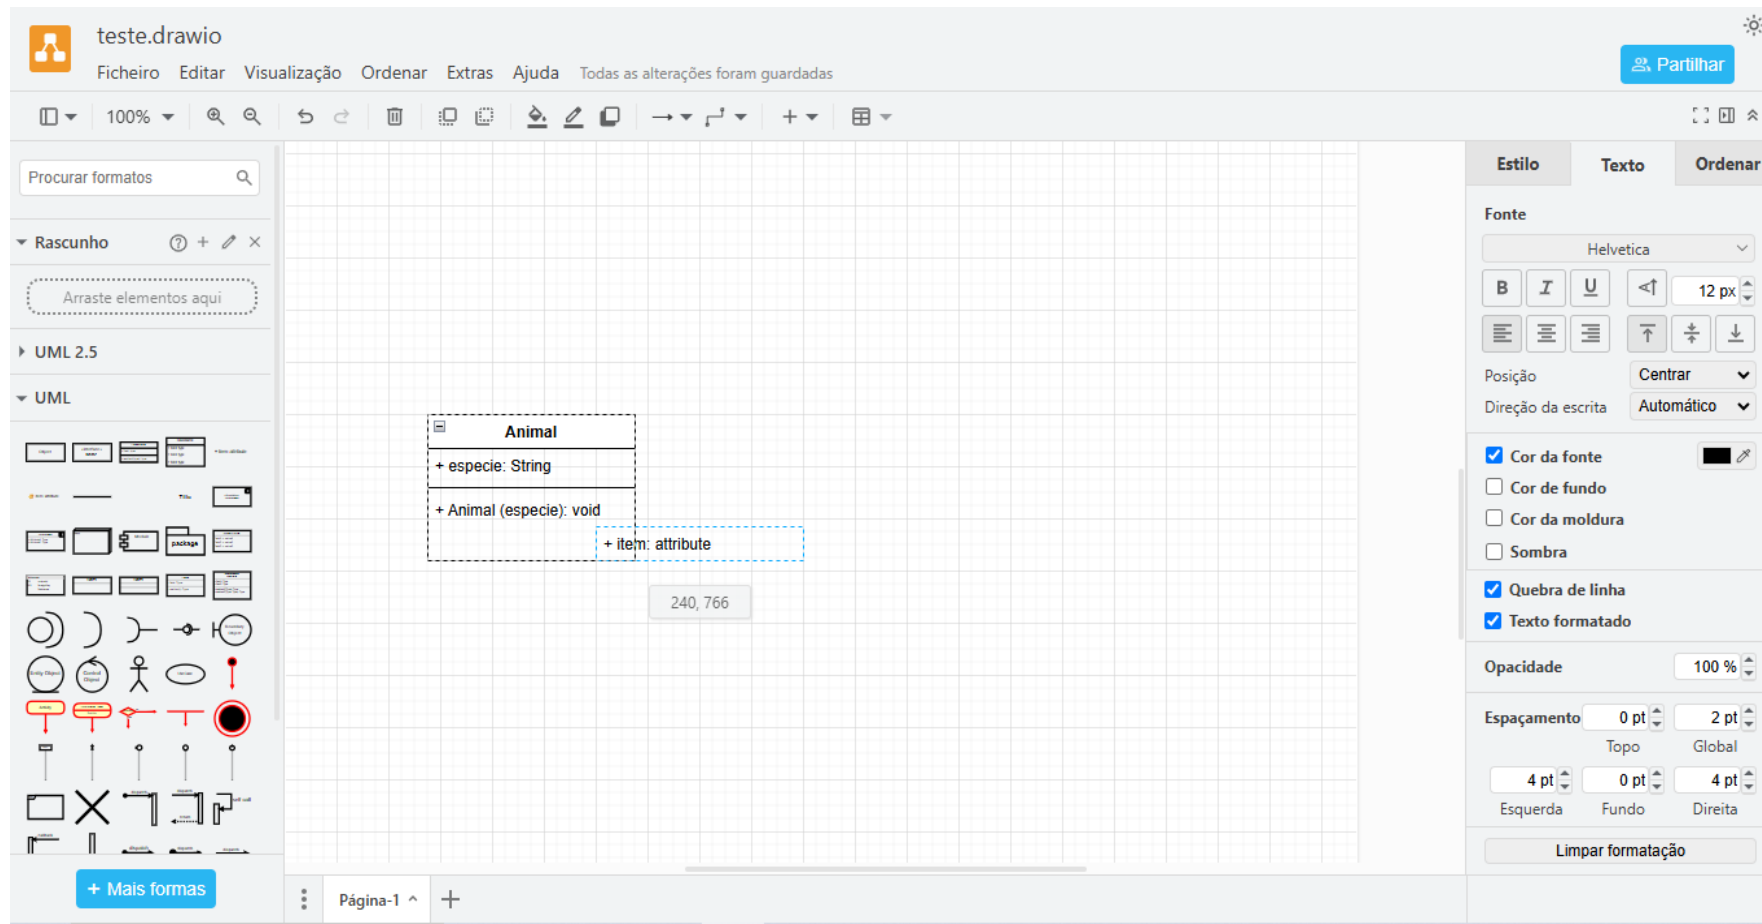 teste.drawio
Ficheiro Editar Visualização Ordenar Extras Ajuda Todas as alterações foram guardadas
Partilhar
100%
Procurar formatos
Rascunho
Arraste elementos aqui
UML 2.5
UML
package
+ Mais formas
Animal
+ especie: String
+ Animal (especie): void
+ item: attribute
240, 766
Página-1
Estilo Texto Ordenar
Fonte
Helvetica
B I U 12 px
Posição Centrar
Direção da escrita Automático
Cor da fonte
Cor de fundo
Cor da moldura
Sombra
Quebra de linha
Texto formatado
Opacidade 100 %
Espaçamento 0 pt 2 pt
Topo Global
4 pt 0 pt 4 pt
Esquerda Fundo Direita
Limpar formatação